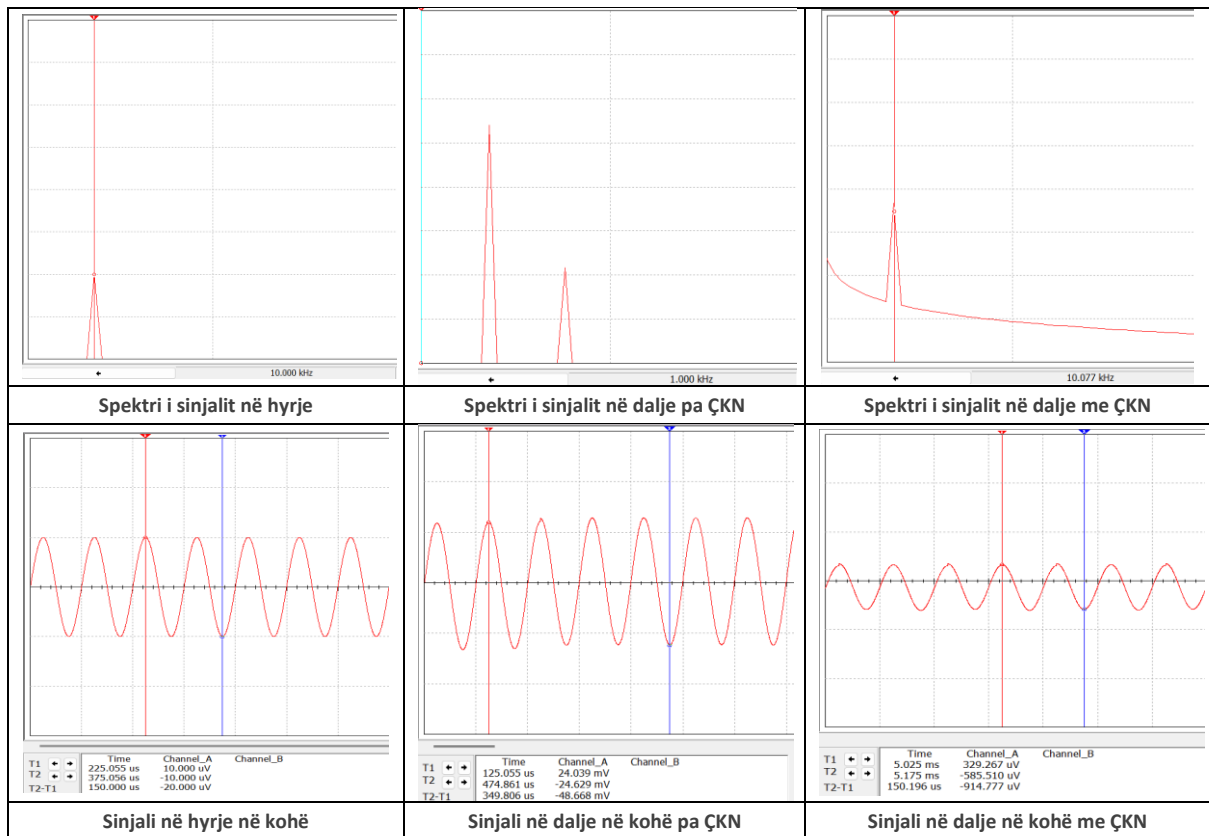 10.000 kHz
1.000 kHz
10.077 kHz
Spektri i sinjalit në hyrje
Spektri i sinjalit në dalje pa ÇKN
Spektri i sinjalit në dalje me ÇKN
T1
T2
T2-T1
Time Channel_A Channel_B
225.055 us 10.000 uV
375.056 us -10.000 uV
150.000 us -20.000 uV
T1
T2
T2-T1
Time Channel_A Channel_B
125.055 us 24.039 mV
474.861 us -24.629 mV
349.806 us -48.668 mV
T1
T2
T2-T1
Time Channel_A Channel_B
5.025 ms 329.267 uV
5.175 ms -585.510 uV
150.196 us -914.777 uV
Sinjali në hyrje në kohë
Sinjali në dalje në kohë pa ÇKN
Sinjali në dalje në kohë me ÇKN